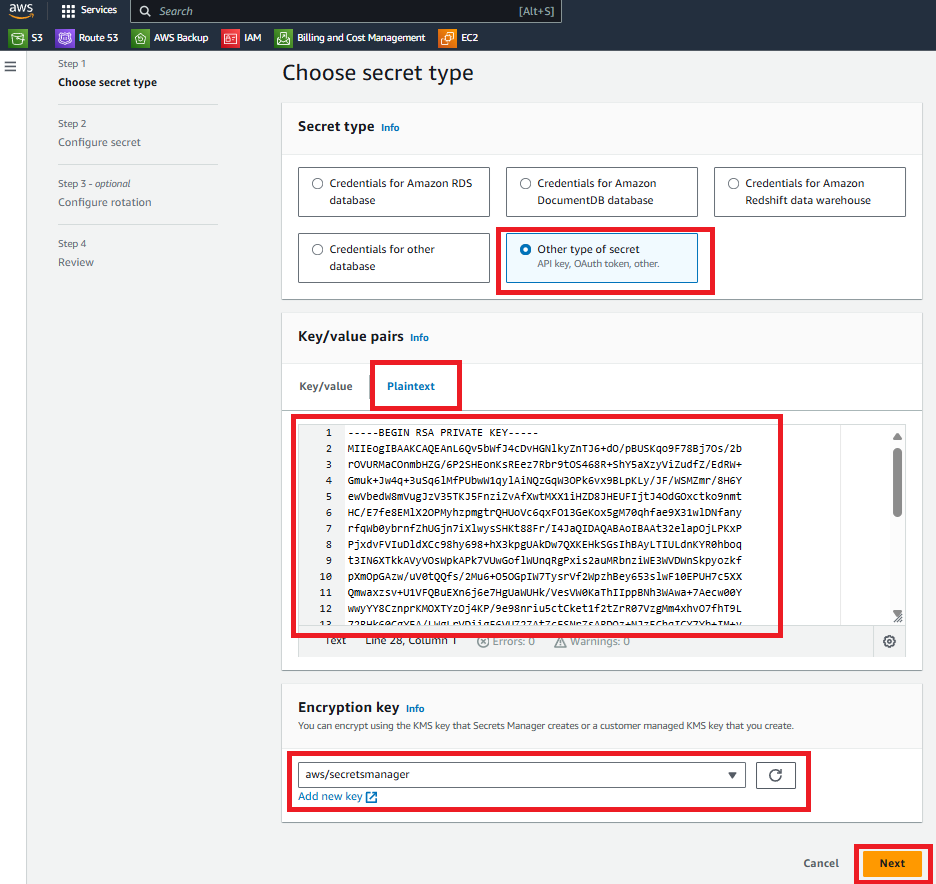 aws
Services
Search
[Alt+S]
S3
Route 53
AWS Backup
IAM
Billing and Cost Management
EC2
Step 1
Choose secret type
Step 2
Configure secret
Step 3 - optional
Configure rotation
Step 4
Review
Choose secret type
Secret type Info
Credentials for Amazon RDS
database
Credentials for Amazon
DocumentDB database
Credentials for Amazon
Redshift data warehouse
Credentials for other
database
Other type of secret
API key, OAuth token, other.
Key/value pairs Info
Key/value
Plaintext
1 -----BEGIN RSA PRIVATE KEY-----
2 MIIEogIBAAKCAQEAnL6Qv5bWfJ4cDvHGNlkyZnTJ6+dO/pBUSKqo9F78Bj7Os/2b
3 rOVURMaCOnmbHZG/6P2SHEonKsREez7Rbr9tOS468R+ShY5aXzyViZudfZ/EdRW+
4 Gmuk+Jw4q+3uSq6lMfPUbwW1qylAiNQzGqW3OPk6vx9BLpKLy/JF/WSMZmr/8H6Y
5 ewVbedW8mVugJzV35TKJ5FnziZvAfXwtMXX1iHZD8JHEUFIjtJ4OdGOxctko9nmt
6 HC/E7fe8EMlX2OPMyhzpmgtrQHUoVc6qxFO13GeKox5gM70qhfae9X31wlDNfany
7 rfqWb0ybrnfZhUGjn7iXlwysSHKt88Fr/I4JaQIDAQABAoIBAAt32elapOjLPKxP
8 PjxdvFVIuDldXCc98hy698+hX3kpgUAkDw7QXKEHkSGsIhBAyLTIULdnKYR0hboq
9 t3IN6XTkkAVyVOsWpkAPk7VUwGoflWUnqRgPxis2auMRbnziWE3WVDWnSkpyozkf
10 pXmOpGAzw/uV0tQQfs/2Mu6+O5OGpIW7TysrVf2WpzhBey653slwF10EPUH7c5XX
11 Qmwaxzsv+U1VFQBuEXn6j6e7HgUaWUHk/VesVW0KaThIIppBNh3WAwa+7Aecw00Y
12 wwyYY8CznprKMOXTYzOj4KP/9e98nriu5ctCket1f2tZrR07VzgMm4xhvO7fhT9L
13
Text
Line 28, Column 1
Errors: 0
Warnings: 0
Encryption key Info
You can encrypt using the KMS key that Secrets Manager creates or a customer managed KMS key that you create.
aws/secretsmanager
Add new key
Cancel
Next